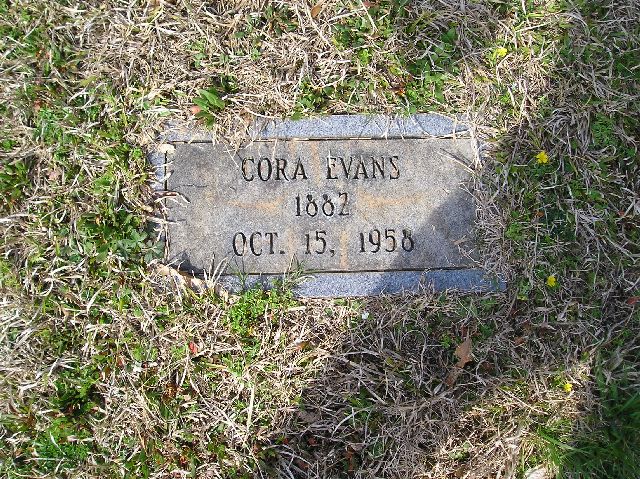 CORA EVANS
1882
OCT. 15, 1958